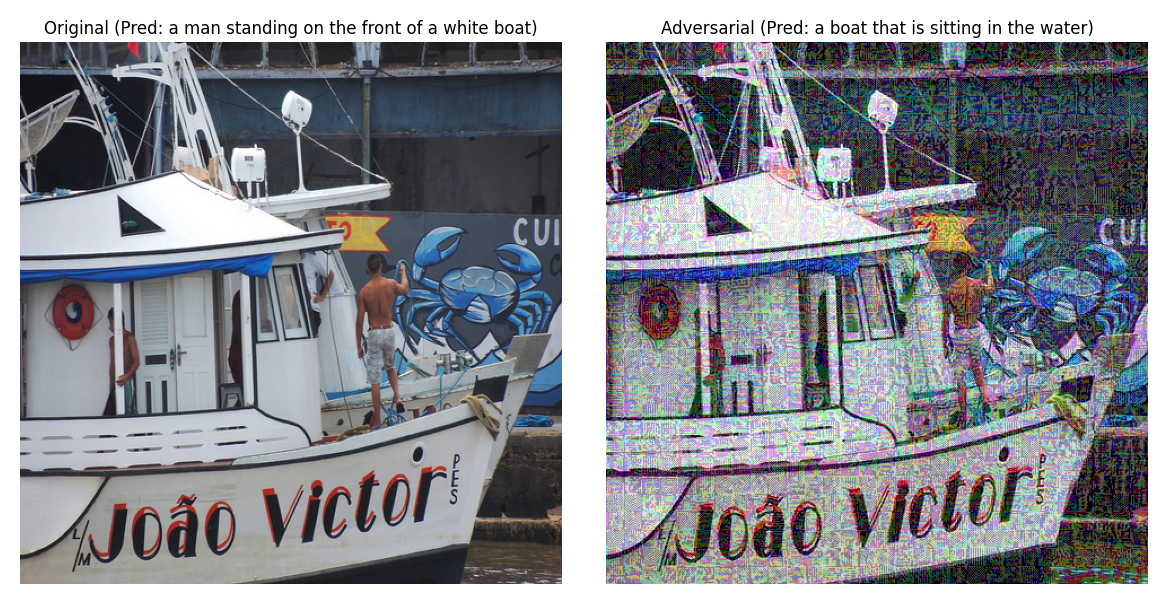 Original (Pred: a man standing on the front of a white boat)
Adversarial (Pred: a boat that is sitting in the water)
CUI
L/M
João Victor
PES
CUI
L/M
João Victor
PES